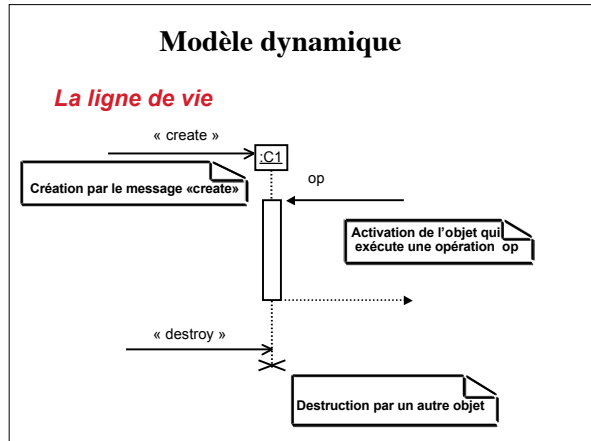 Modèle dynamique
La ligne de vie
« create »
:C1
Création par le message «create»
op
Activation de l'objet qui
exécute une opération op
« destroy »
Destruction par un autre objet